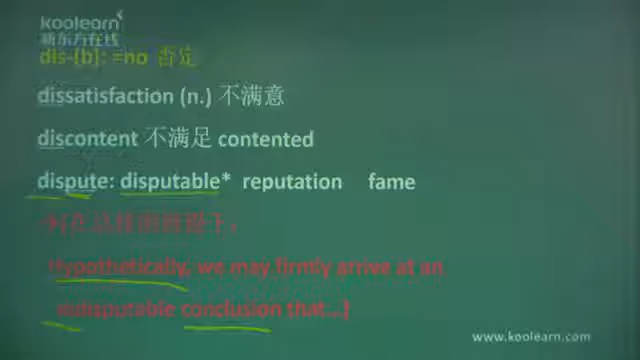 koolearn
新东方在线
dis-[b]: =no 否定
dissatisfaction (n.) 不满意
discontent 不满足 contented
dispute: disputable* reputation fame
Hypothetically, we may firmly arrive at an
indisputable conclusion that...]
www.koolearn.com